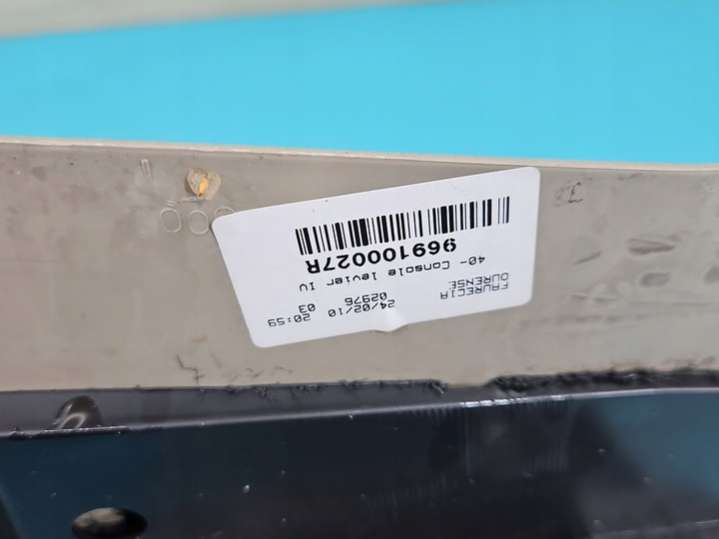 FAURECIA
OURENSE
24/02/10 20:59
02976 03
40- Console levier IV
969100027R